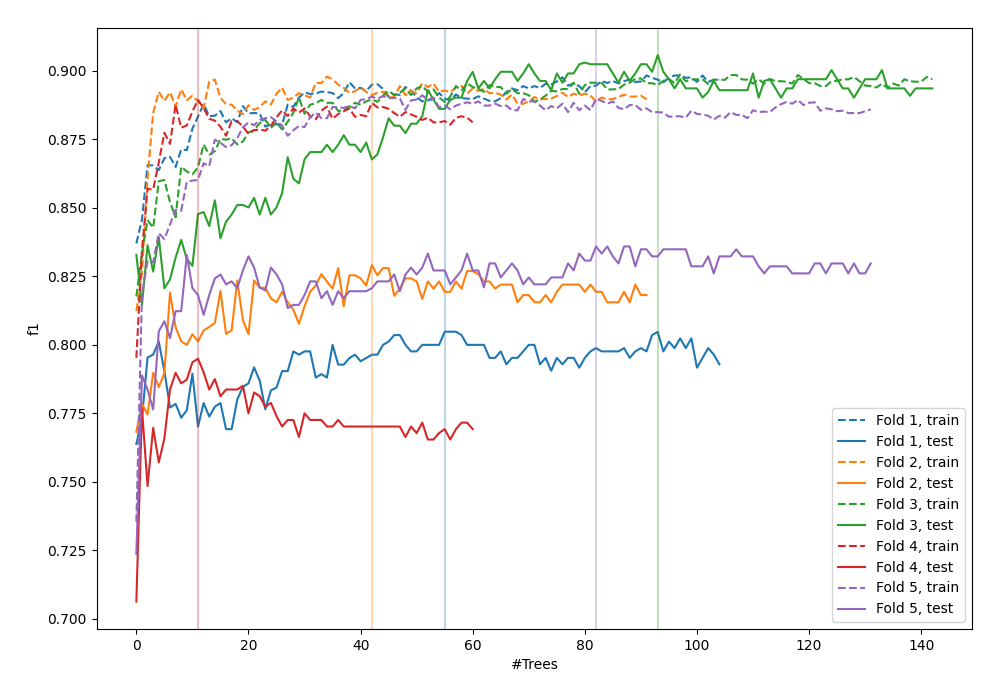 f1
0.900
0.875
0.850
0.825
0.800
0.775
0.750
0.725
0.700
0 20 40 60 80 100 120 140
#Trees
Fold 1, train
Fold 1, test
Fold 2, train
Fold 2, test
Fold 3, train
Fold 3, test
Fold 4, train
Fold 4, test
Fold 5, train
Fold 5, test